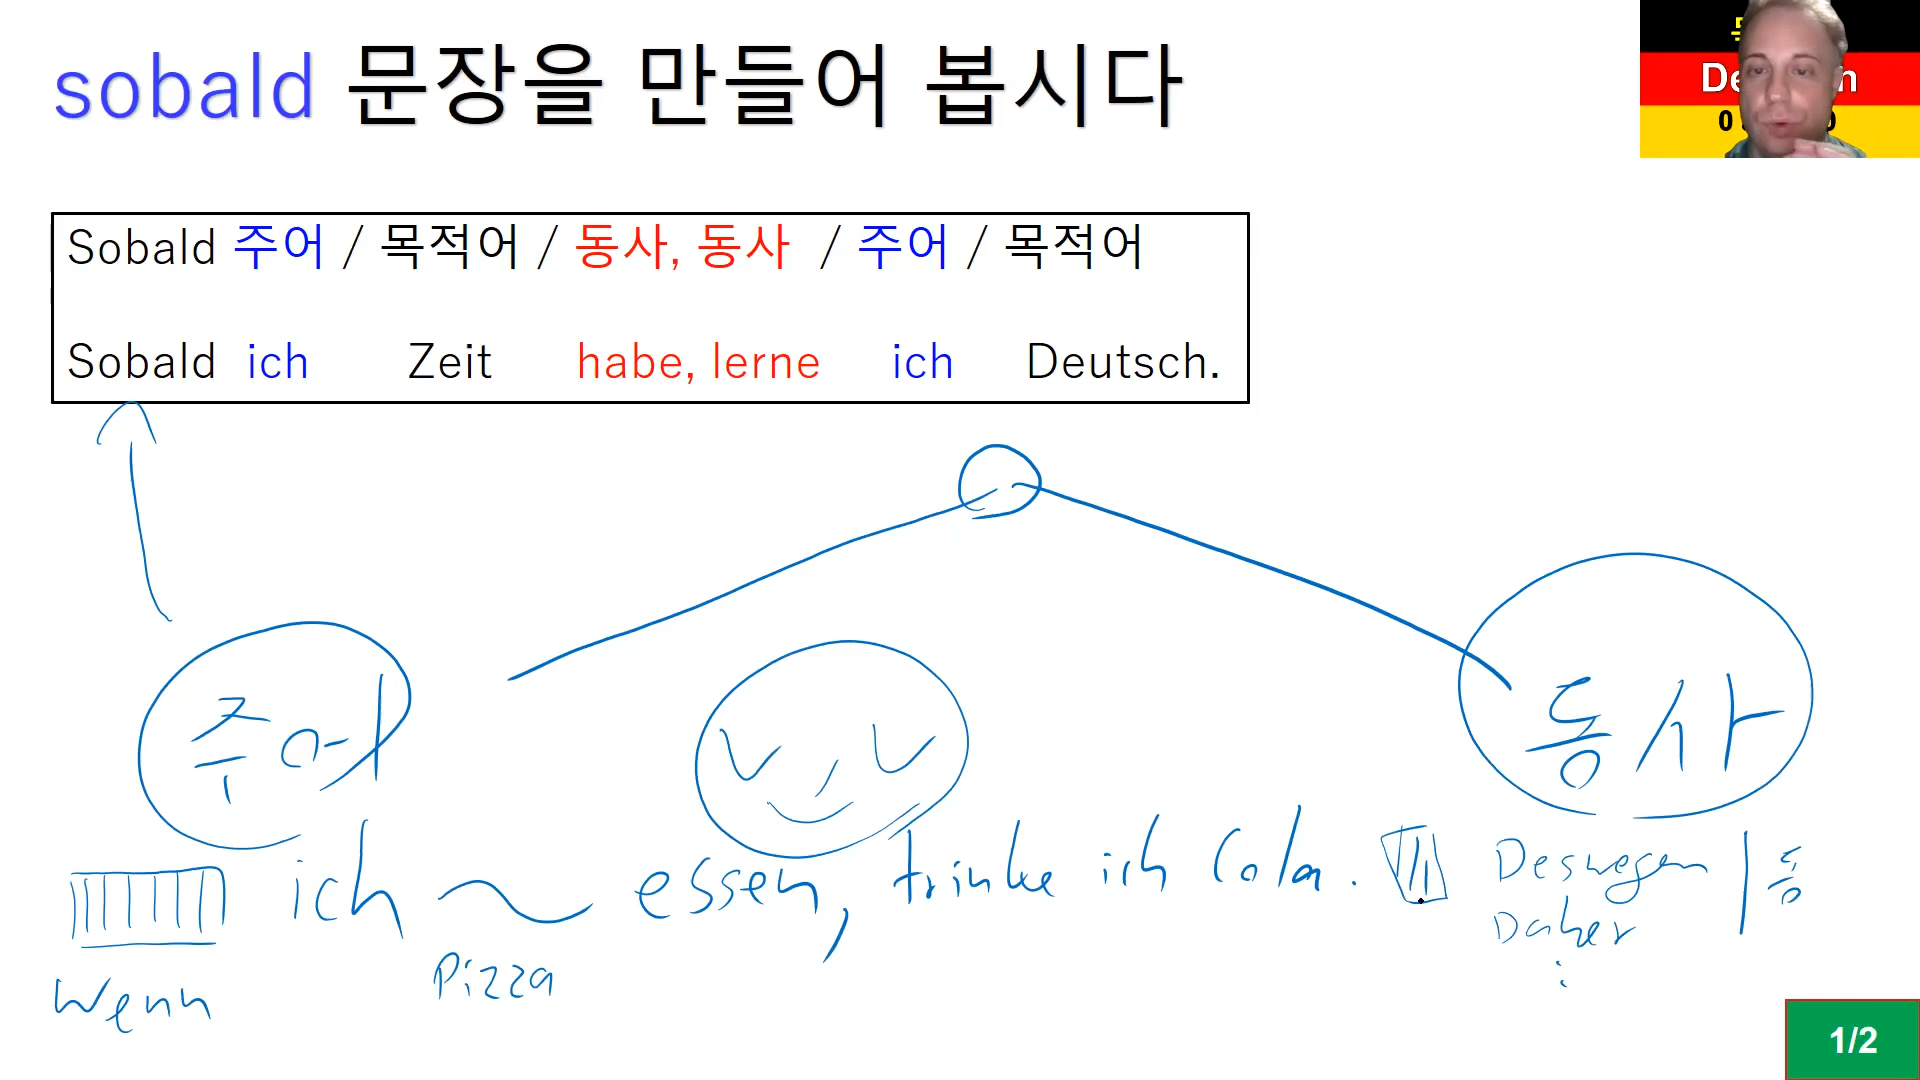 sobald 문장을 만들어 봅시다
Sobald 주어 / 목적어 / 동사, 동사 / 주어 / 목적어
Sobald ich Zeit habe, lerne ich Deutsch.
주어
동사
ich essen, trinke ich Cola.
Pizza
Wenn
Deswegen
Daher
:
동
1/2